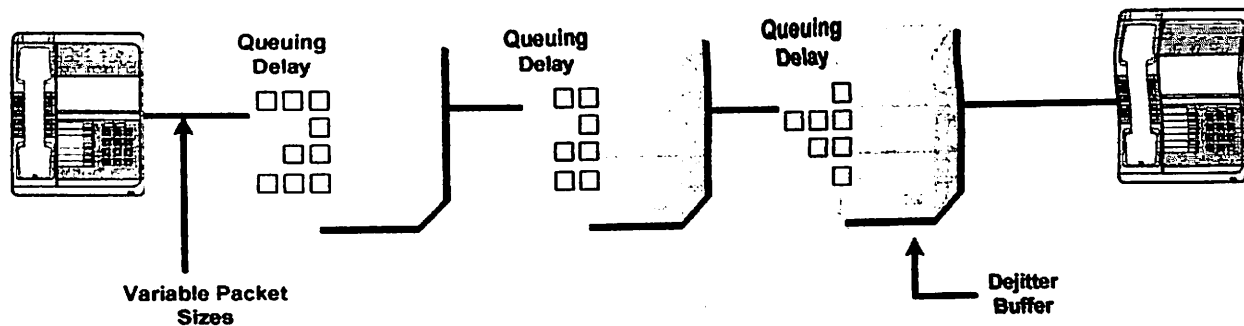 Queuing
Delay
Queuing
Delay
Queuing
Delay
Variable Packet
Sizes
Dejitter
Buffer